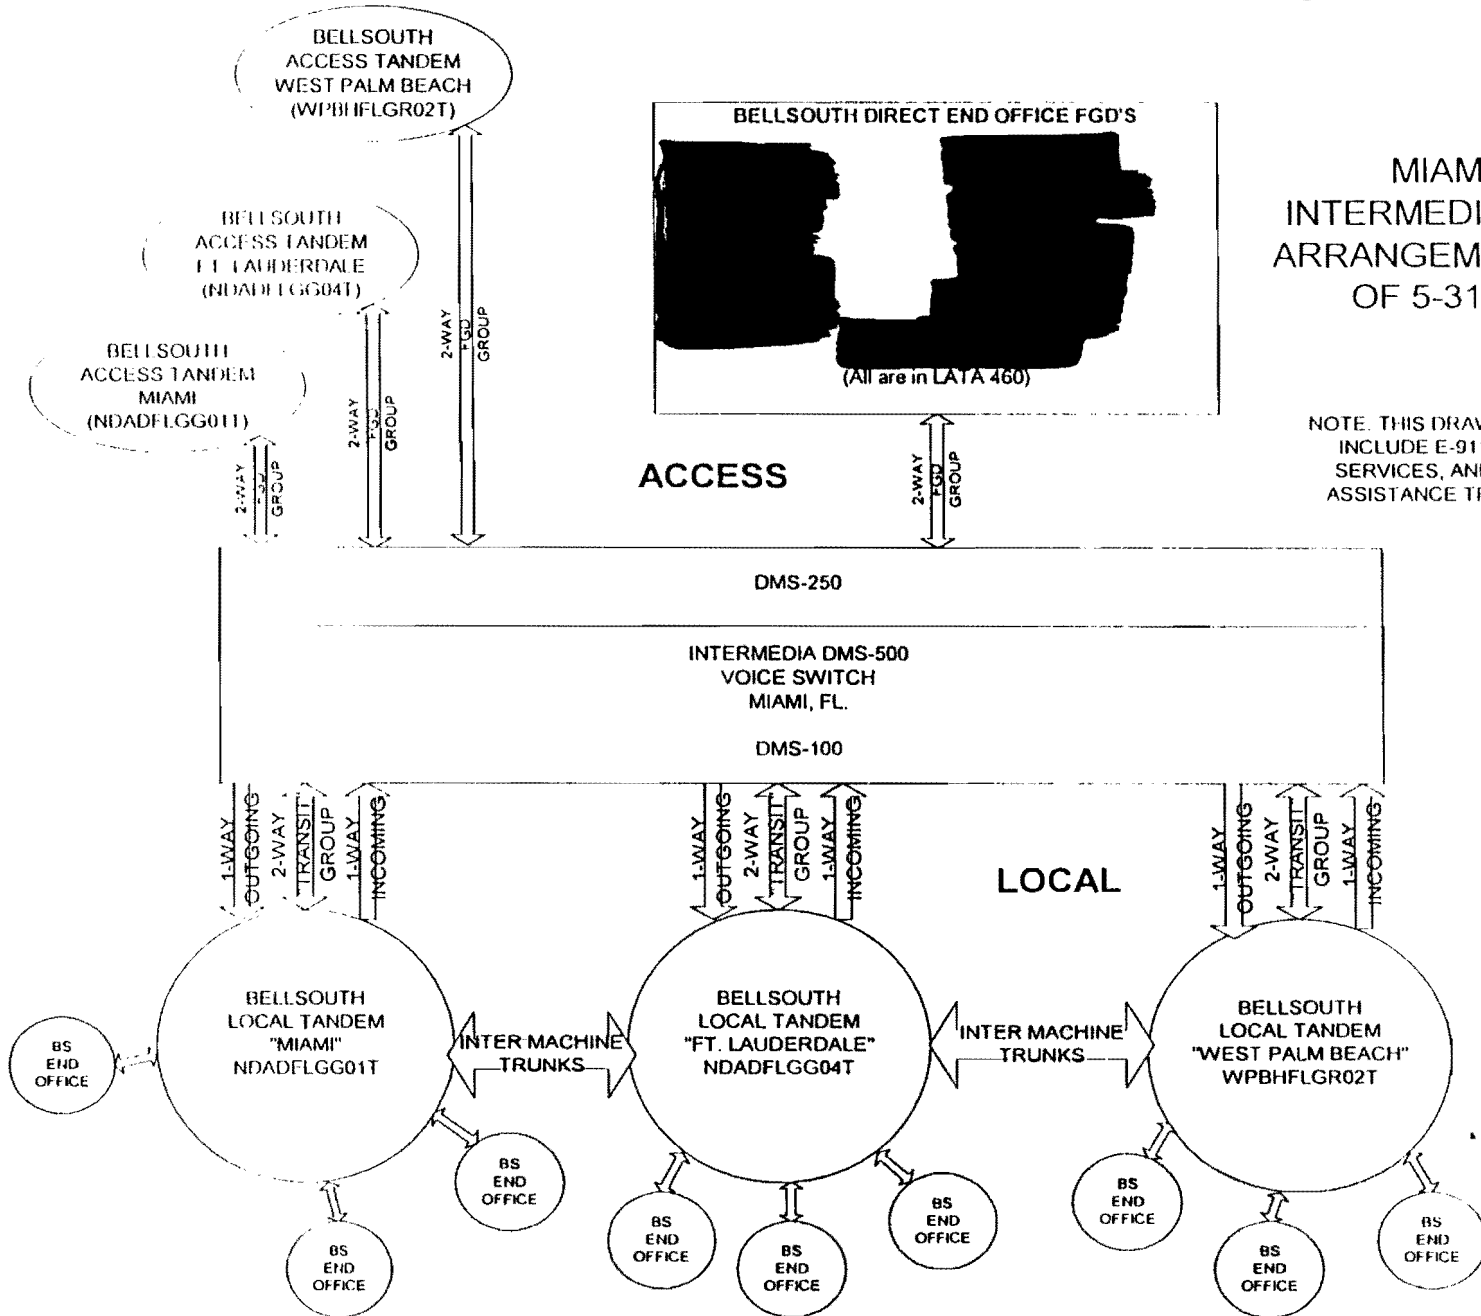 BELLSOUTH
ACCESS TANDEM
WEST PALM BEACH
(WPBHFLGR02T)
BELLSOUTH DIRECT END OFFICE FGD'S
(All are in LATA 460)
MIAM
INTERMEDI
ARRANGEM
OF 5-31
BELLSOUTH
ACCESS TANDEM
FT. LAUDERDALE
(NDADFLGG04T)
BELLSOUTH
ACCESS TANDEM
MIAMI
(NDADFLGG01T)
NOTE. THIS DRAW
INCLUDE E-91
SERVICES, AN
ASSISTANCE T
2-WAY
FGD
GROUP
2-WAY
FGD
GROUP
2-WAY
FGD
GROUP
ACCESS
2-WAY
FGD
GROUP
DMS-250
INTERMEDIA DMS-500
VOICE SWITCH
MIAMI, FL.
DMS-100
1-WAY
OUTGOING
2-WAY
TRANSIT
GROUP
1-WAY
INCOMING
1-WAY
OUTGOING
2-WAY
TRANSIT
GROUP
1-WAY
INCOMING
LOCAL
1-WAY
OUTGOING
2-WAY
TRANSIT
GROUP
1-WAY
INCOMING
BELLSOUTH
LOCAL TANDEM
"MIAMI"
NDADFLGG01T
INTER MACHINE
TRUNKS
BELLSOUTH
LOCAL TANDEM
"FT. LAUDERDALE"
NDADFLGG04T
INTER MACHINE
TRUNKS
BELLSOUTH
LOCAL TANDEM
"WEST PALM BEACH"
WPBHFLGR02T
BS
END
OFFICE
BS
END
OFFICE
BS
END
OFFICE
BS
END
OFFICE
BS
END
OFFICE
BS
END
OFFICE
BS
END
OFFICE
BS
END
OFFICE
BS
END
OFFICE